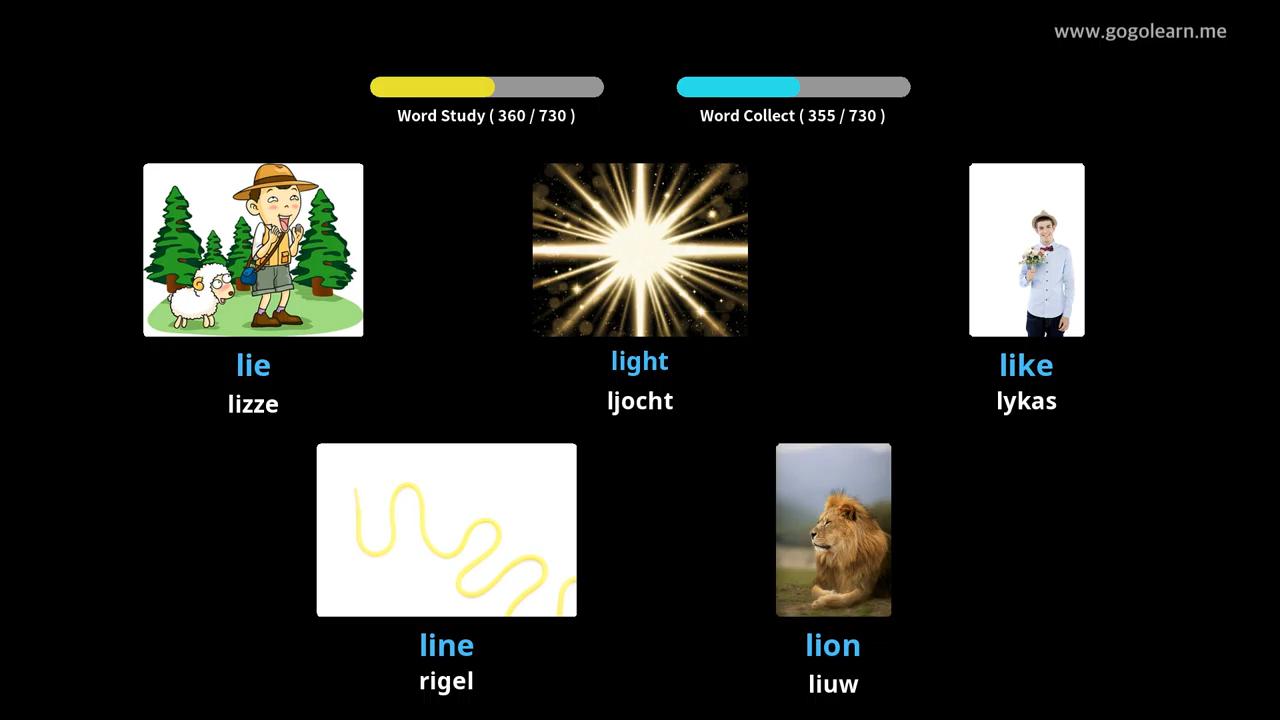 www.gogolearn.me
Word Study ( 360 / 730 )
Word Collect ( 355 / 730 )
lie
lizze
light
ljocht
like
lykas
line
rigel
lion
liuw